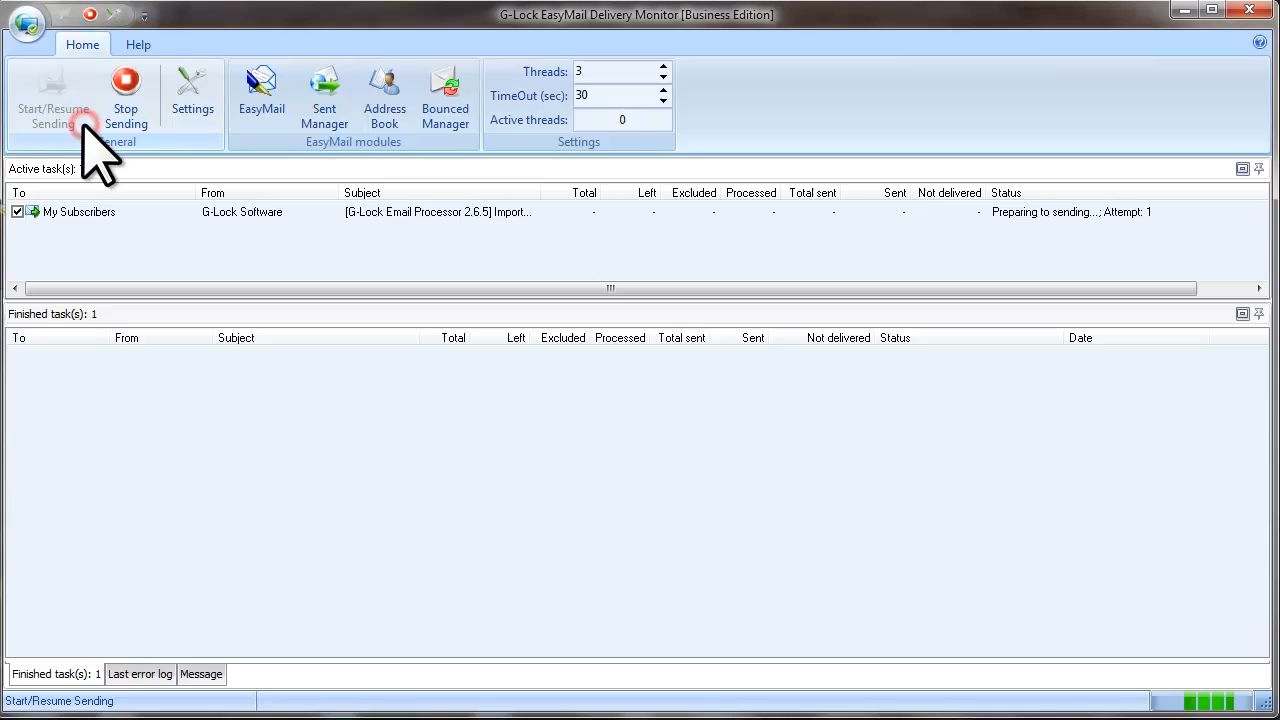 G-Lock EasyMail Delivery Monitor [Business Edition]
Home Help
Start/Resume Sending
Stop Sending
Settings
General
EasyMail
Sent Manager
Address Book
Bounced Manager
EasyMail modules
Threads: 3
TimeOut (sec): 30
Active threads: 0
Settings
Active task(s):
To From Subject Total Left Excluded Processed Total sent Sent Not delivered Status
My Subscribers G-Lock Software [G-Lock Email Processor 2.6.5] Import... - - - - - - - Preparing to sending...; Attempt: 1
Finished task(s): 1
To From Subject Total Left Excluded Processed Total sent Sent Not delivered Status Date
Finished task(s): 1 Last error log Message
Start/Resume Sending